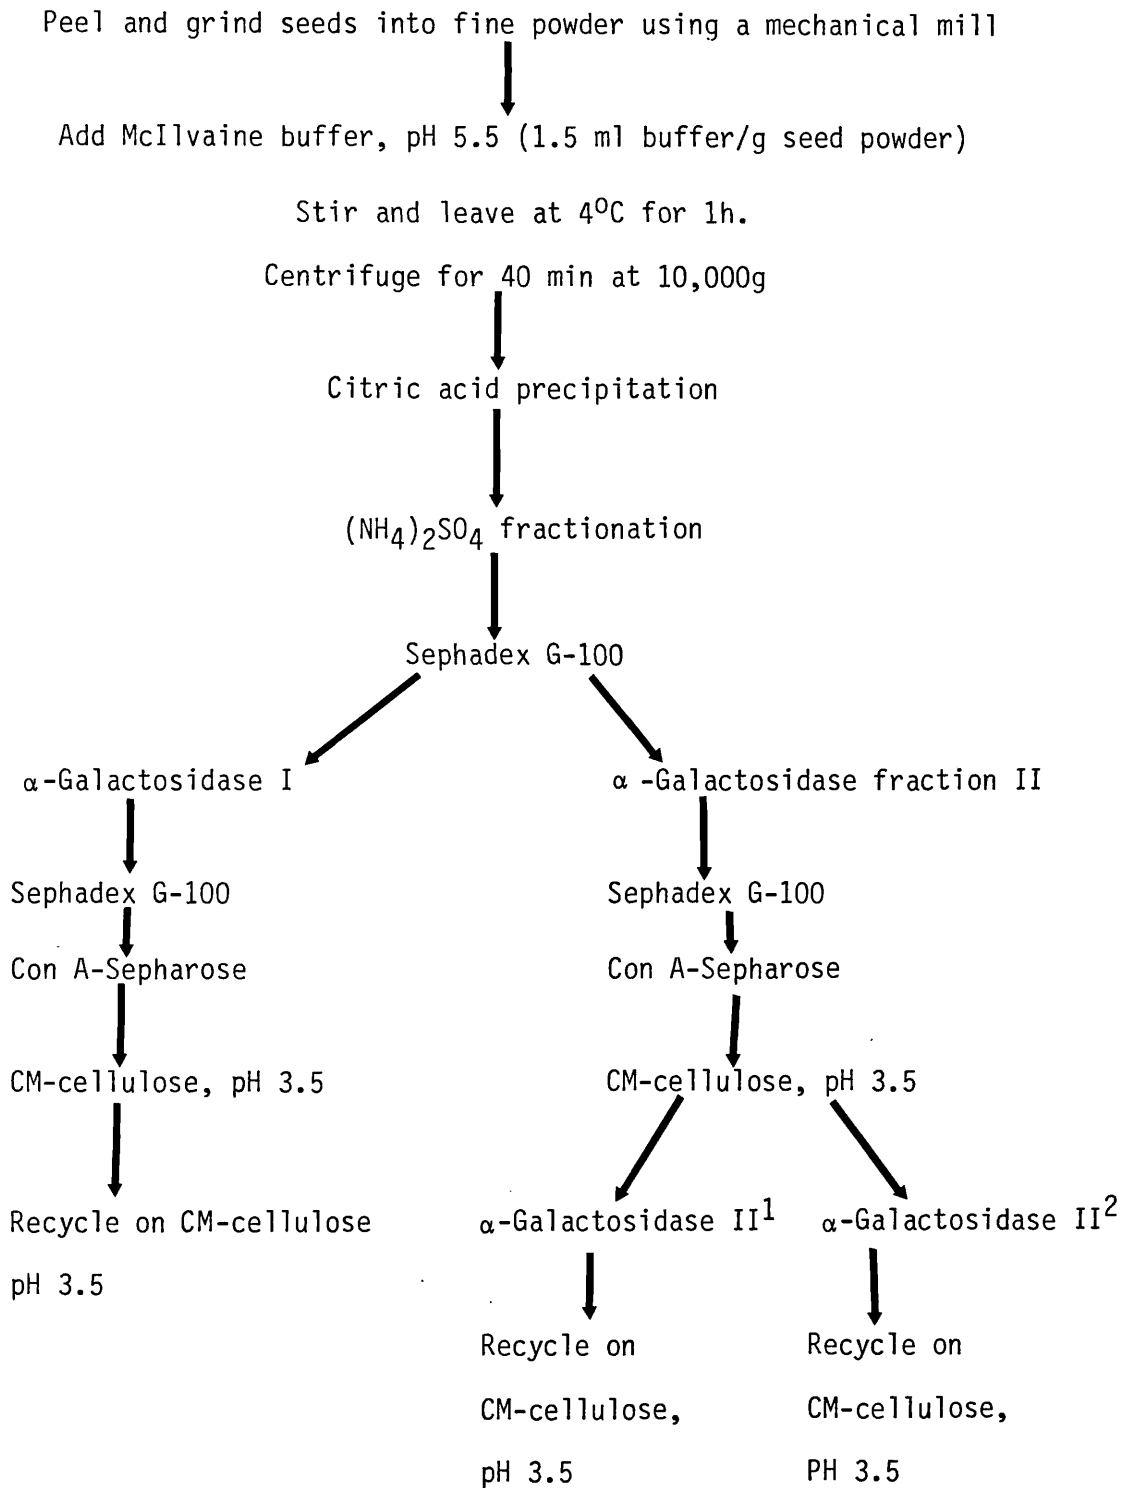 Peel and grind seeds into fine powder using a mechanical mill
Add McIlvaine buffer, pH 5.5 (1.5 ml buffer/g seed powder)
Stir and leave at 4⁰C for 1h.
Centrifuge for 40 min at 10,000g
Citric acid precipitation
(NH₄)₂SO₄ fractionation
Sephadex G-100
α-Galactosidase I
α -Galactosidase fraction II
Sephadex G-100
Sephadex G-100
Con A-Sepharose
Con A-Sepharose
CM-cellulose, pH 3.5
CM-cellulose, pH 3.5
Recycle on CM-cellulose
pH 3.5
α-Galactosidase II¹
α-Galactosidase II²
Recycle on
CM-cellulose,
pH 3.5
Recycle on
CM-cellulose,
PH 3.5